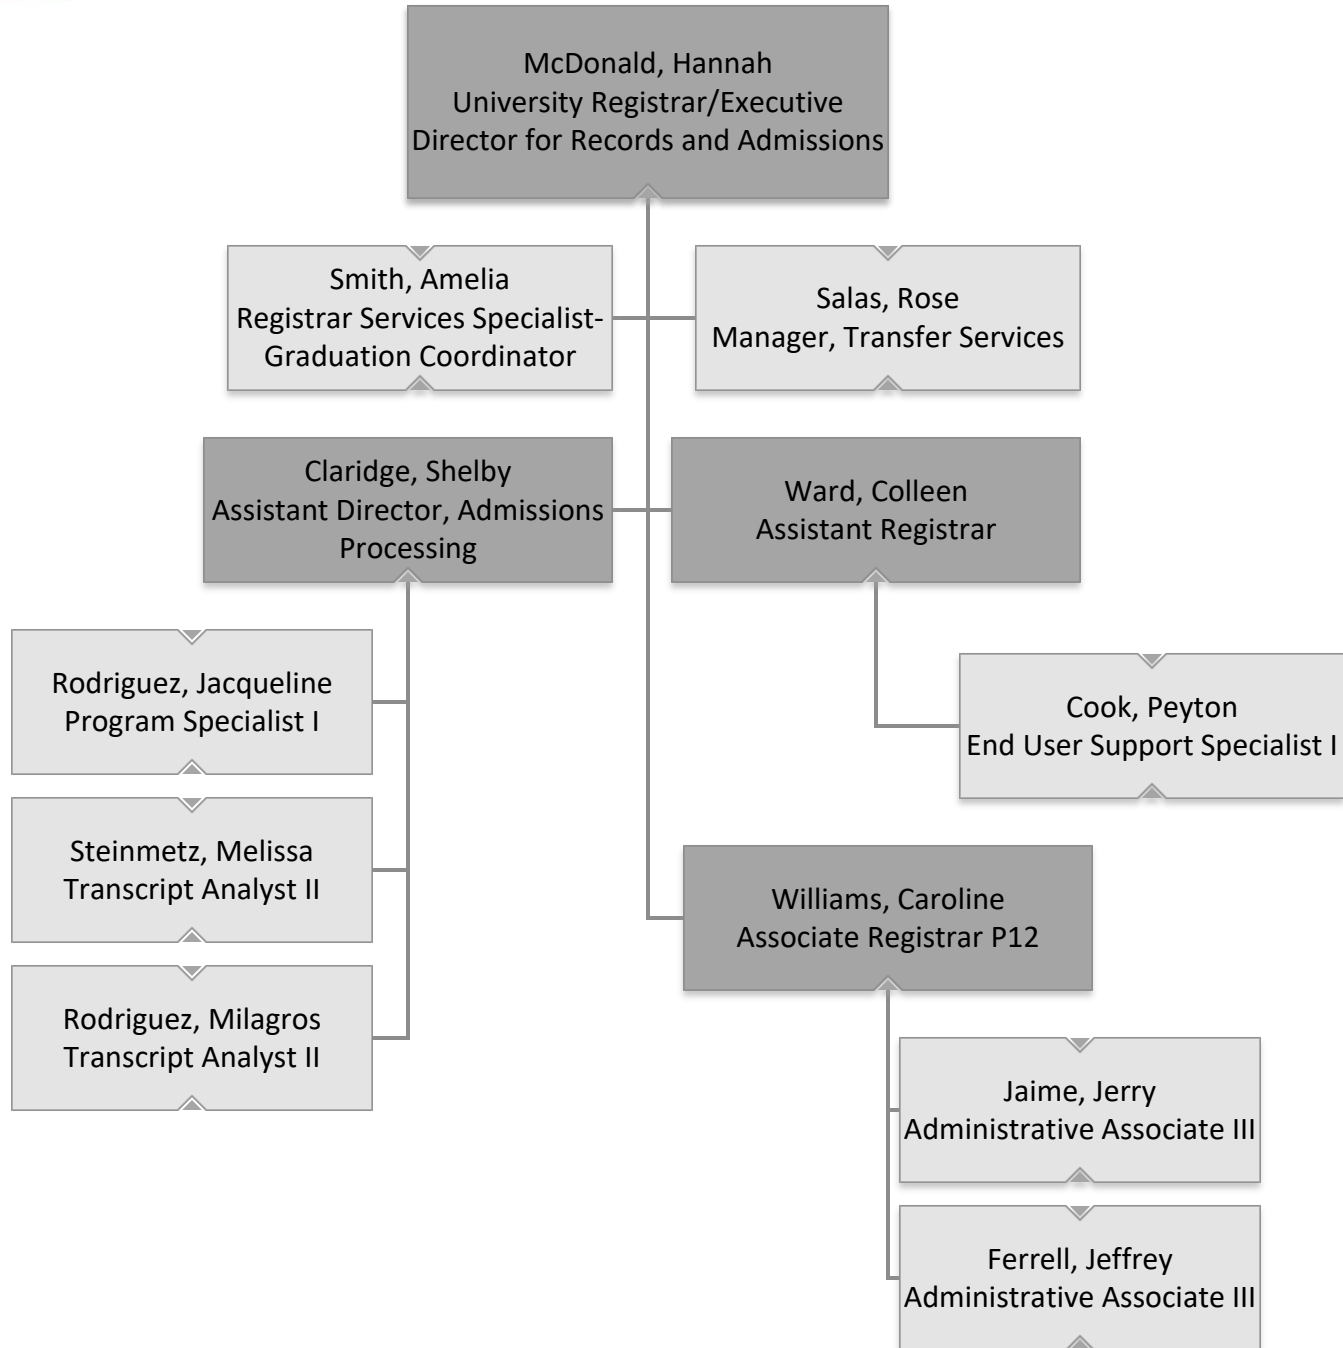 McDonald, Hannah
University Registrar/Executive
Director for Records and Admissions
Smith, Amelia
Registrar Services Specialist-
Graduation Coordinator
Salas, Rose
Manager, Transfer Services
Claridge, Shelby
Assistant Director, Admissions
Processing
Ward, Colleen
Assistant Registrar
Rodriguez, Jacqueline
Program Specialist I
Cook, Peyton
End User Support Specialist I
Steinmetz, Melissa
Transcript Analyst II
Williams, Caroline
Associate Registrar P12
Rodriguez, Milagros
Transcript Analyst II
Jaime, Jerry
Administrative Associate III
Ferrell, Jeffrey
Administrative Associate III